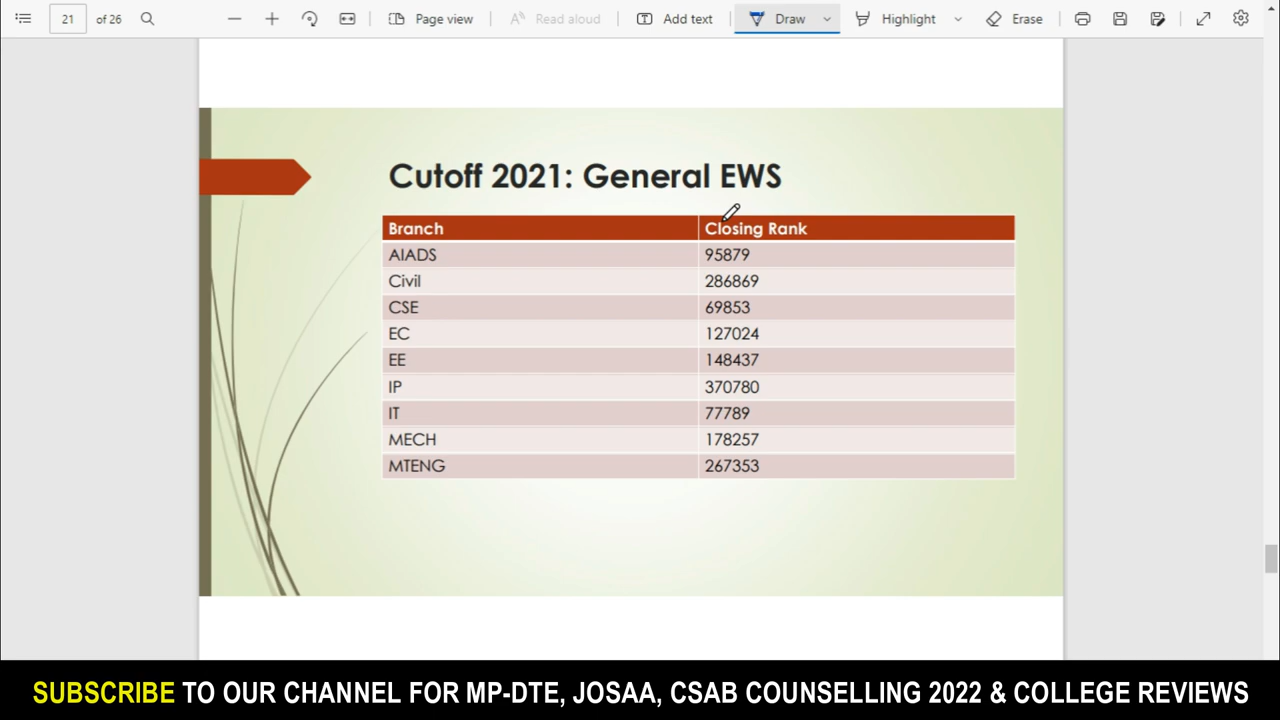 21 of 26 Page view Read aloud Add text Draw Highlight Erase
Cutoff 2021: General EWS
Branch Closing Rank
AIADS 95879
Civil 286869
CSE 69853
EC 127024
EE 148437
IP 370780
IT 77789
MECH 178257
MTENG 267353
SUBSCRIBE TO OUR CHANNEL FOR MP-DTE, JOSAA, CSAB COUNSELLING 2022 & COLLEGE REVIEWS